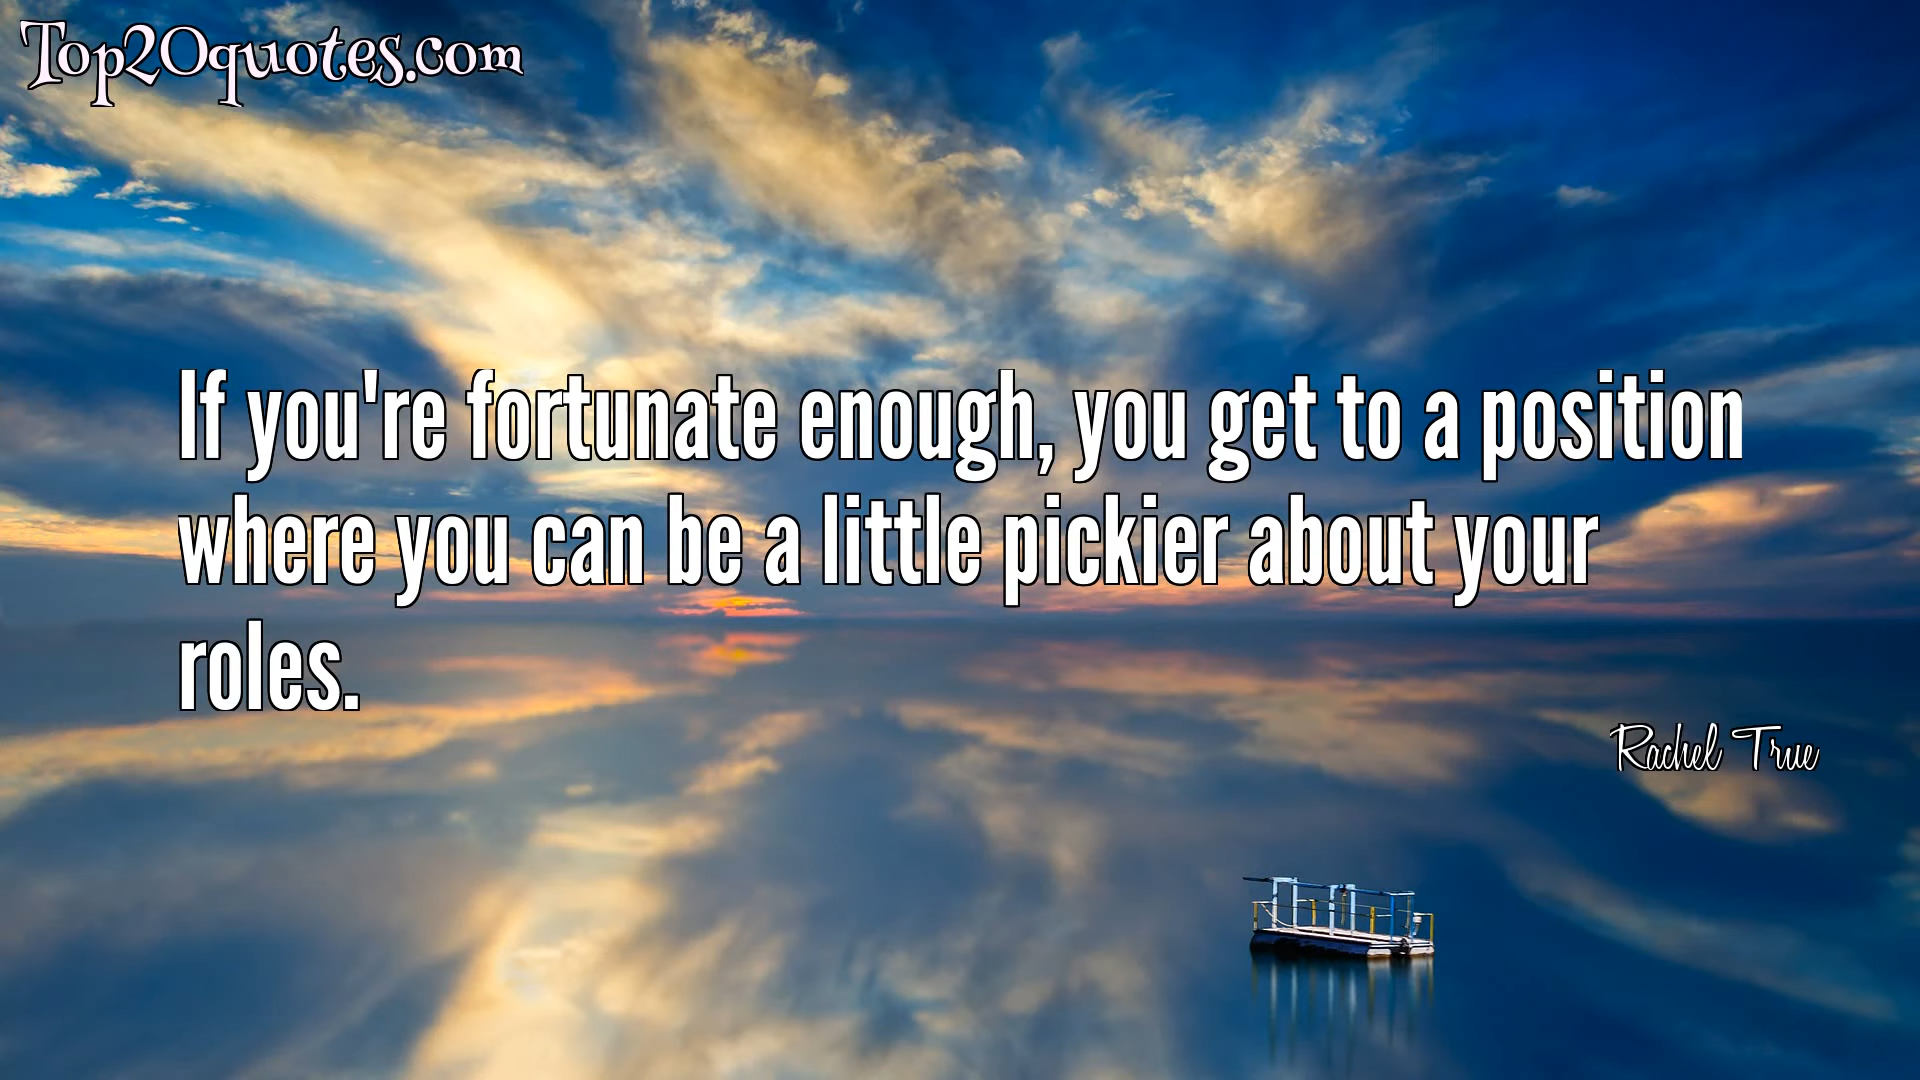 Top20quotes.com
If you're fortunate enough, you get to a position
where you can be a little pickier about your
roles.
Rachel True